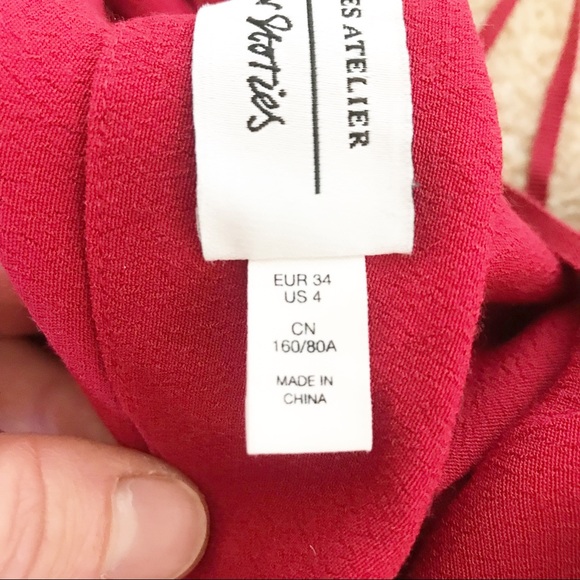 Stories
ES ATELIER
EUR 34
US 4
CN
160/80A
MADE IN
CHINA